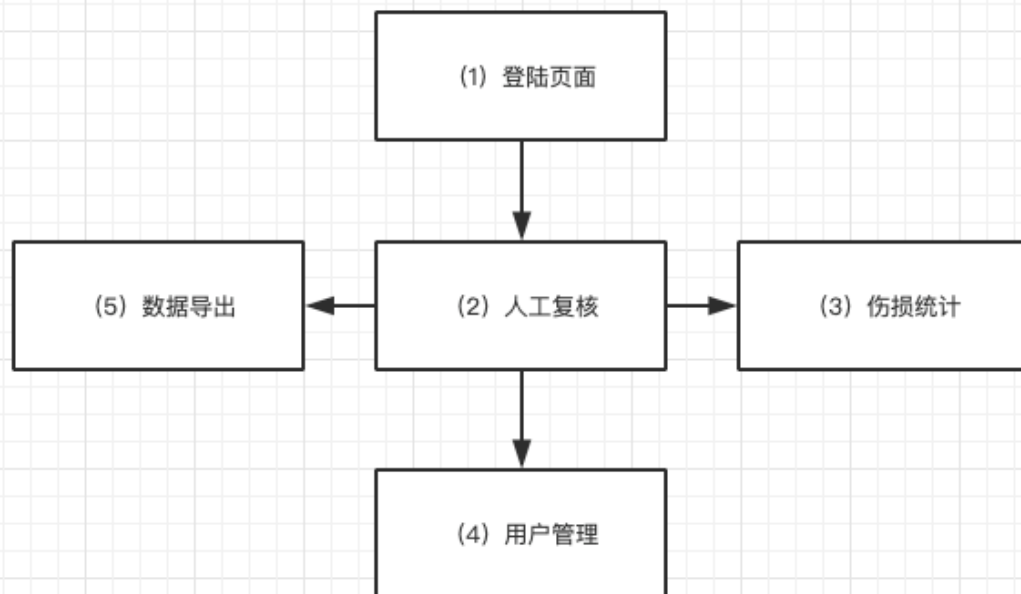 （1）登陆页面
（5）数据导出
（2）人工复核
（3）伤损统计
（4）用户管理